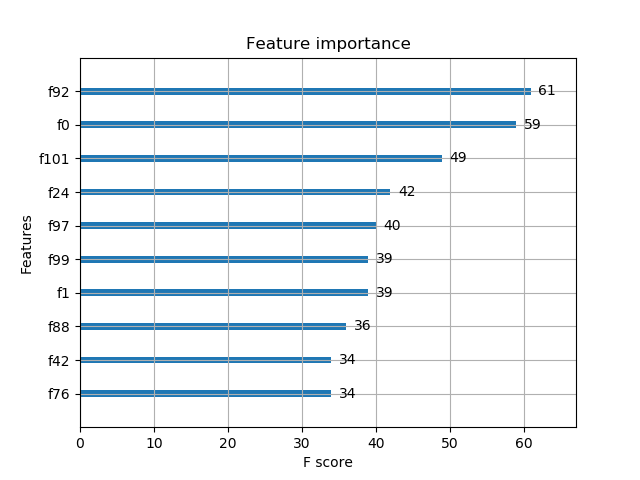 Feature importance
Features
f92 61
f0 59
f101 49
f24 42
f97 40
f99 39
f1 39
f88 36
f42 34
f76 34
0 10 20 30 40 50 60
F score